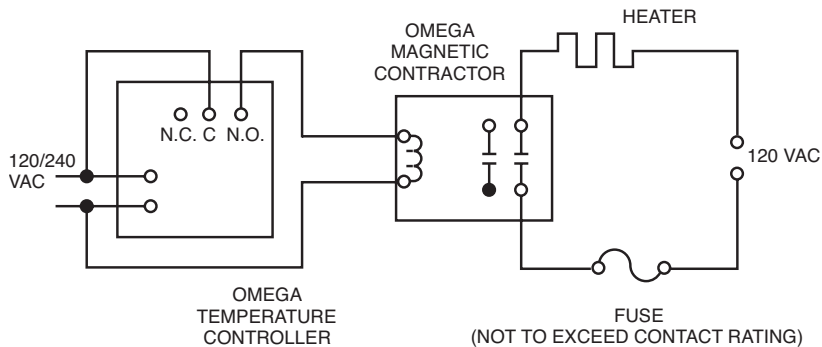 HEATER
OMEGA
MAGNETIC
CONTRACTOR
N.C. C N.O.
120/240
VAC
120 VAC
OMEGA
TEMPERATURE
CONTROLLER
FUSE
(NOT TO EXCEED CONTACT RATING)